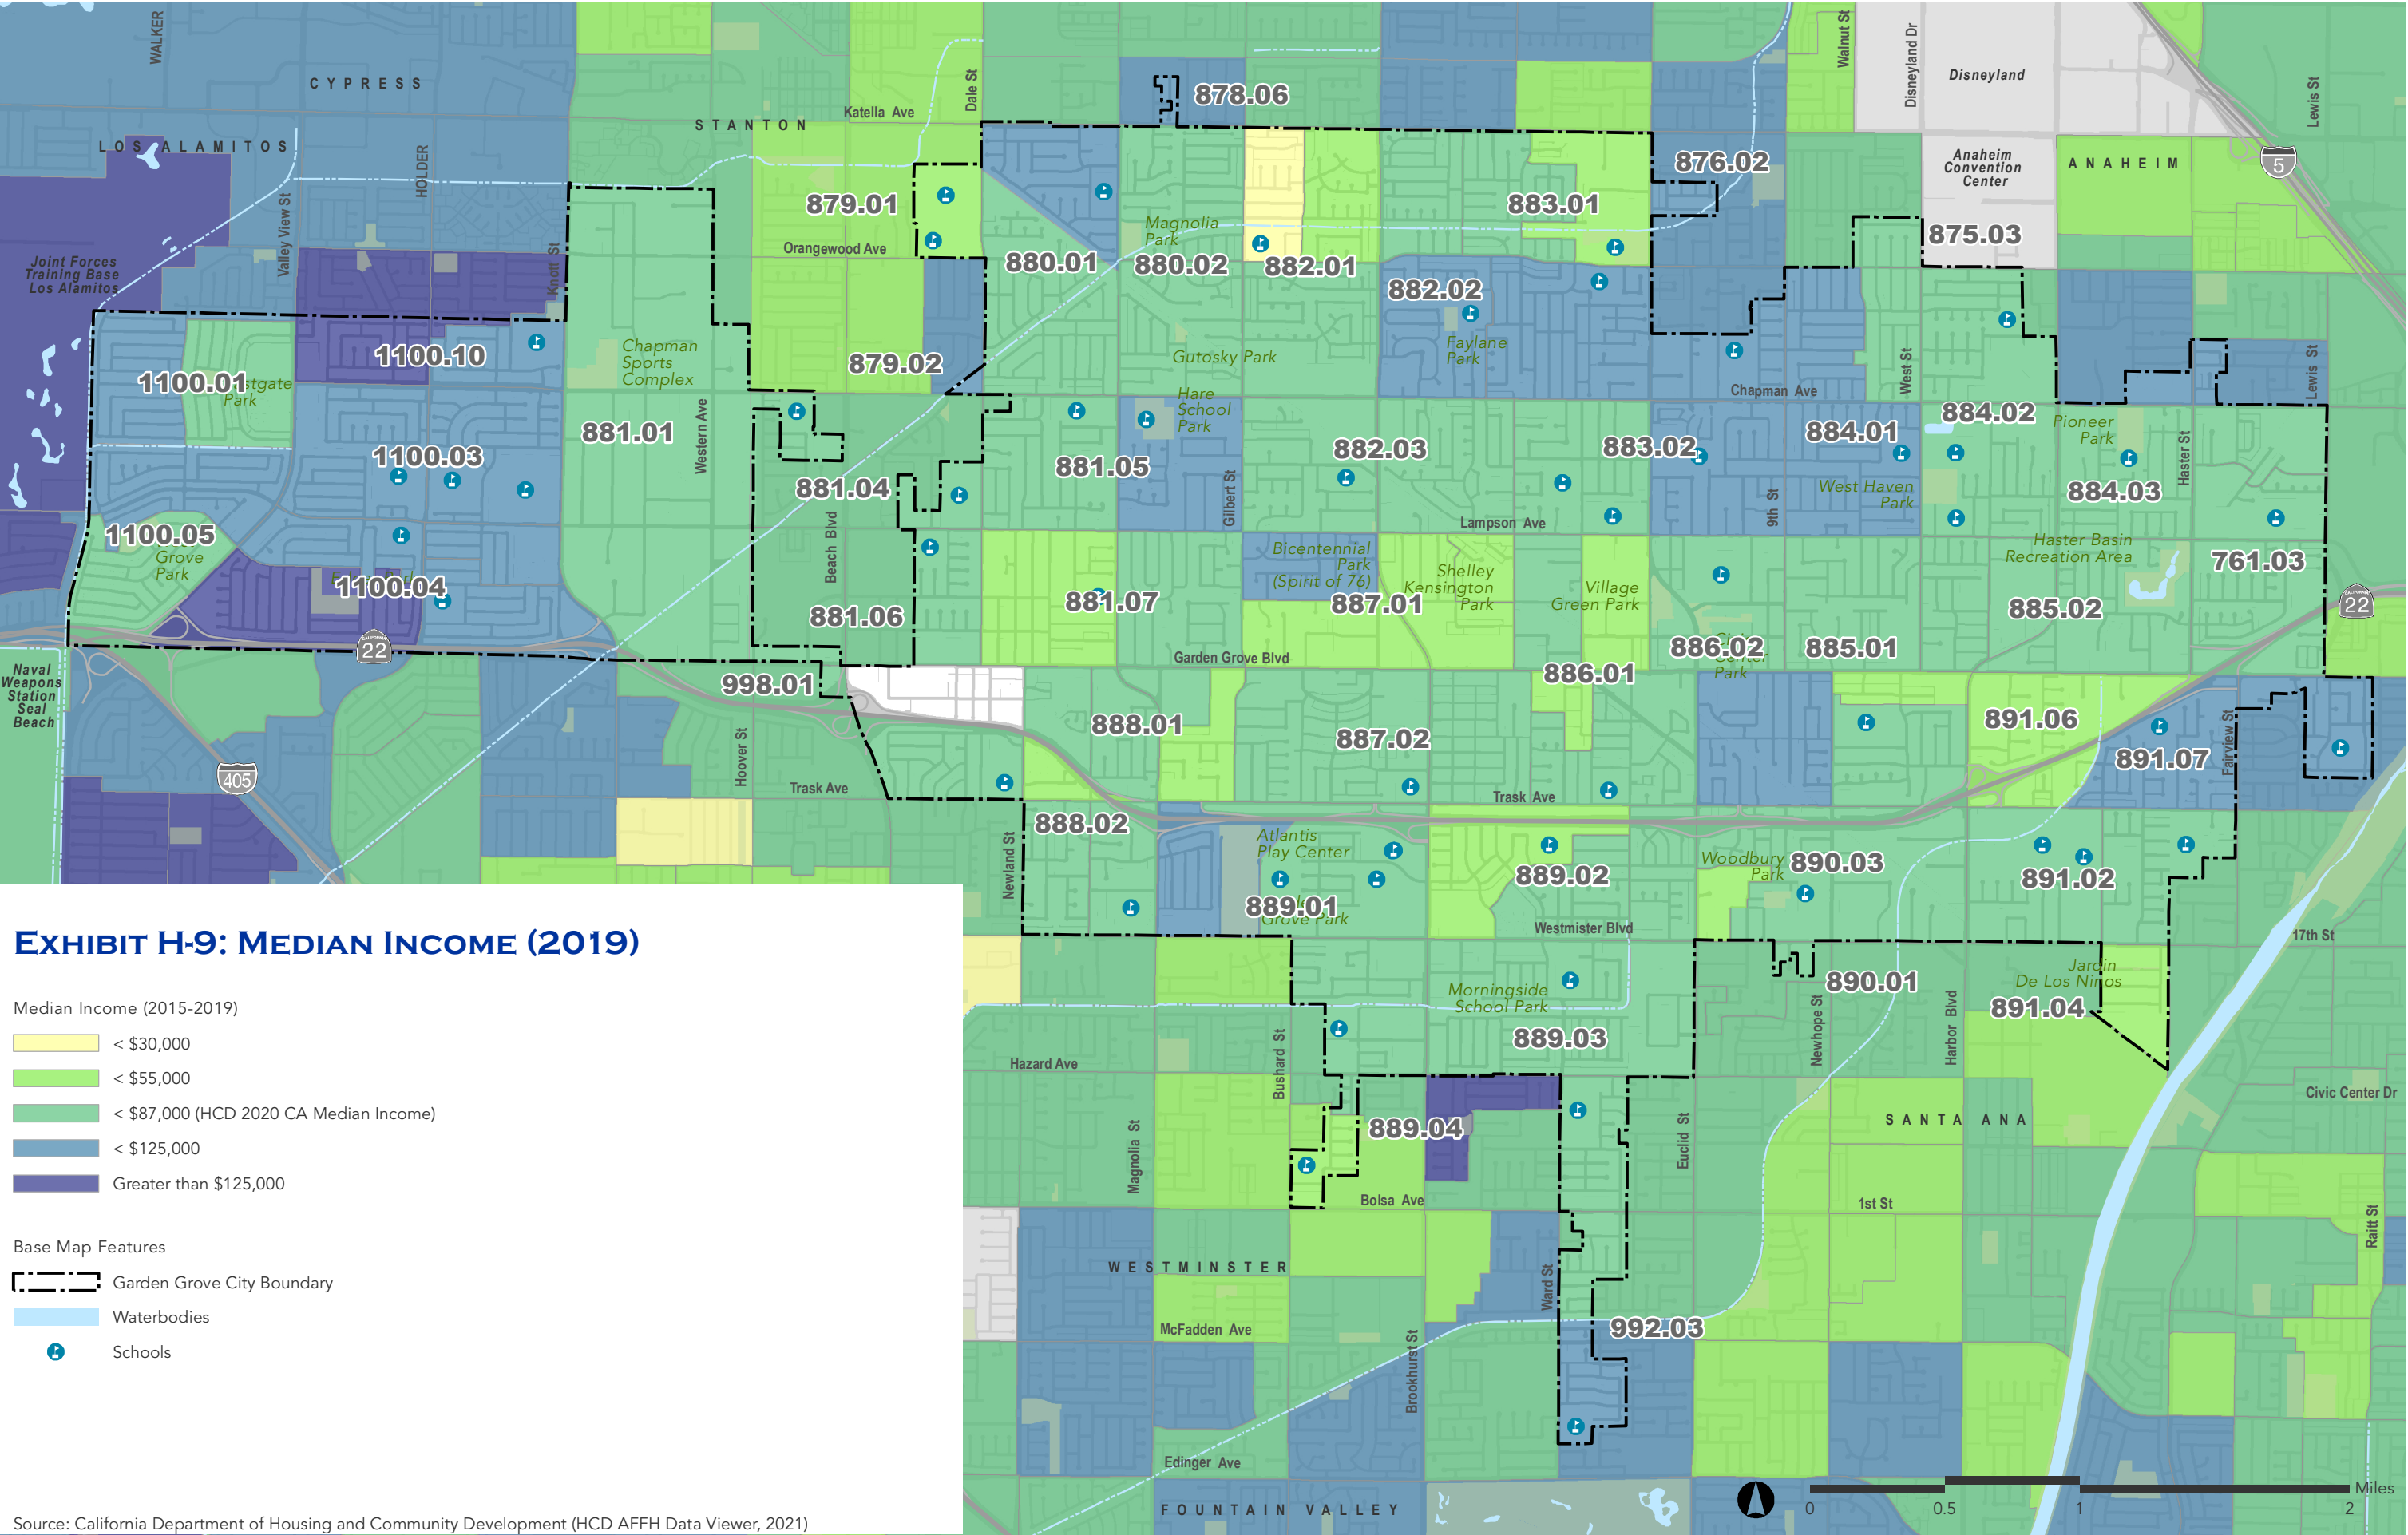 WALKER
CYPRESS
LOS ALAMITOS
HOLDER
Valley View St
Knott St
Joint Forces
Training Base
Los Alamitos
STANTON
Katella Ave
Dale St
878.06
876.02
Walnut St
Disneyland Dr
Disneyland
Anaheim
Convention
Center
ANAHEIM
5
Lewis St
879.01
Orangewood Ave
880.01
Magnolia
Park
880.02
882.01
883.01
875.03
882.02
1100.10
1100.01
Park
Chapman
Sports
Complex
879.02
Gutosky Park
Faylane
Park
Chapman Ave
West St
Lewis St
Hare
School
Park
881.01
Western Ave
1100.03
881.04
881.05
Gilbert St
882.03
883.02
884.01
884.02
Pioneer
Park
Haster St
West Haven
Park
9th St
884.03
Lampson Ave
1100.05
Grove
Park
1100.04
Beach Blvd
881.06
881.07
Bicentennial
Park
(Spirit of 76)
887.01
Shelley
Kensington
Park
Village
Green Park
Haster Basin
Recreation Area
761.03
885.02
22
22
886.02
Park
885.01
886.01
Garden Grove Blvd
Naval
Weapons
Station
Seal
Beach
998.01
405
Hoover St
Trask Ave
888.01
887.02
Trask Ave
891.06
891.07
Fairview St
888.02
Newland St
Atlantis
Play Center
889.01
Grove Park
889.02
Woodbury
Park
890.03
891.02
Westmister Blvd
17th St
Morningside
School Park
889.03
890.01
Newhope St
Harbor Blvd
Jardin
De Los Ninos
891.04
Hazard Ave
Bushard St
Magnolia St
889.04
Euclid St
SANTA ANA
Civic Center Dr
Bolsa Ave
1st St
Raitt St
WESTMINSTER
Ward St
McFadden Ave
Brookhurst St
992.03
Edinger Ave
FOUNTAIN VALLEY
0
0.5
1
2
Miles
EXHIBIT H-9: MEDIAN INCOME (2019)
Median Income (2015-2019)
< $30,000
< $55,000
< $87,000 (HCD 2020 CA Median Income)
< $125,000
Greater than $125,000
Base Map Features
Garden Grove City Boundary
Waterbodies
Schools
Source: California Department of Housing and Community Development (HCD AFFH Data Viewer, 2021)